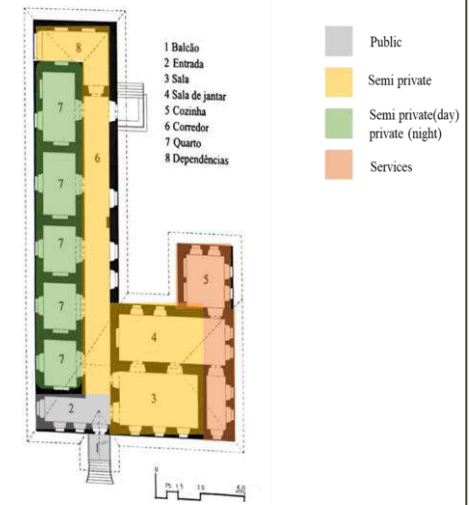 1 Balcão
2 Entrada
3 Sala
4 Sala de jantar
5 Cozinha
6 Corredor
7 Quarto
8 Dependências
Public
Semi private
Semi private(day)
private (night)
Services
8
7
6
7
7
5
7
4
7
3
2
1
0